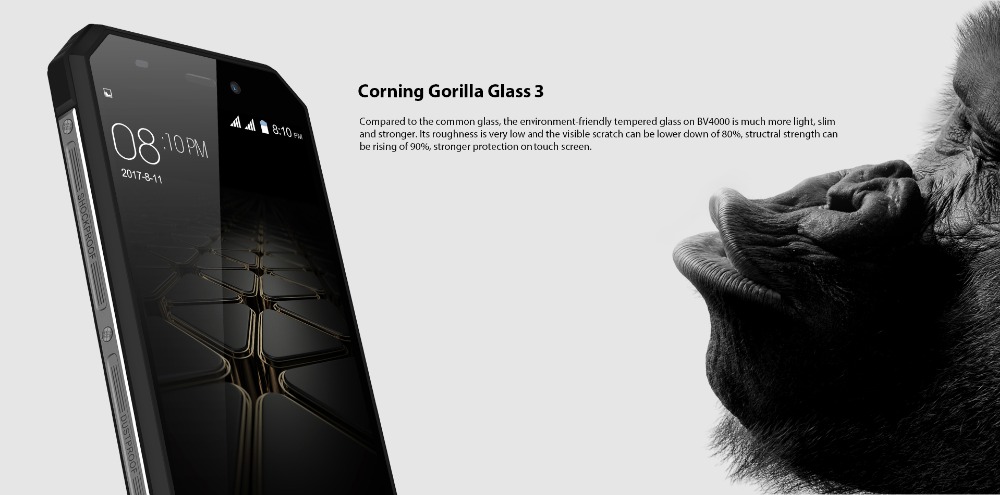 Corning Gorilla Glass 3
Compared to the common glass, the environment-friendly tempered glass on BV4000 is much more light, slim
and stronger. Its roughness is very low and the visible scratch can be lower down of 80%, structral strength can
be rising of 90%, stronger protection on touch screen.
8:10 PM
08:10 PM
2017-8-11
SHOCKPROOF
DUSTPROOF